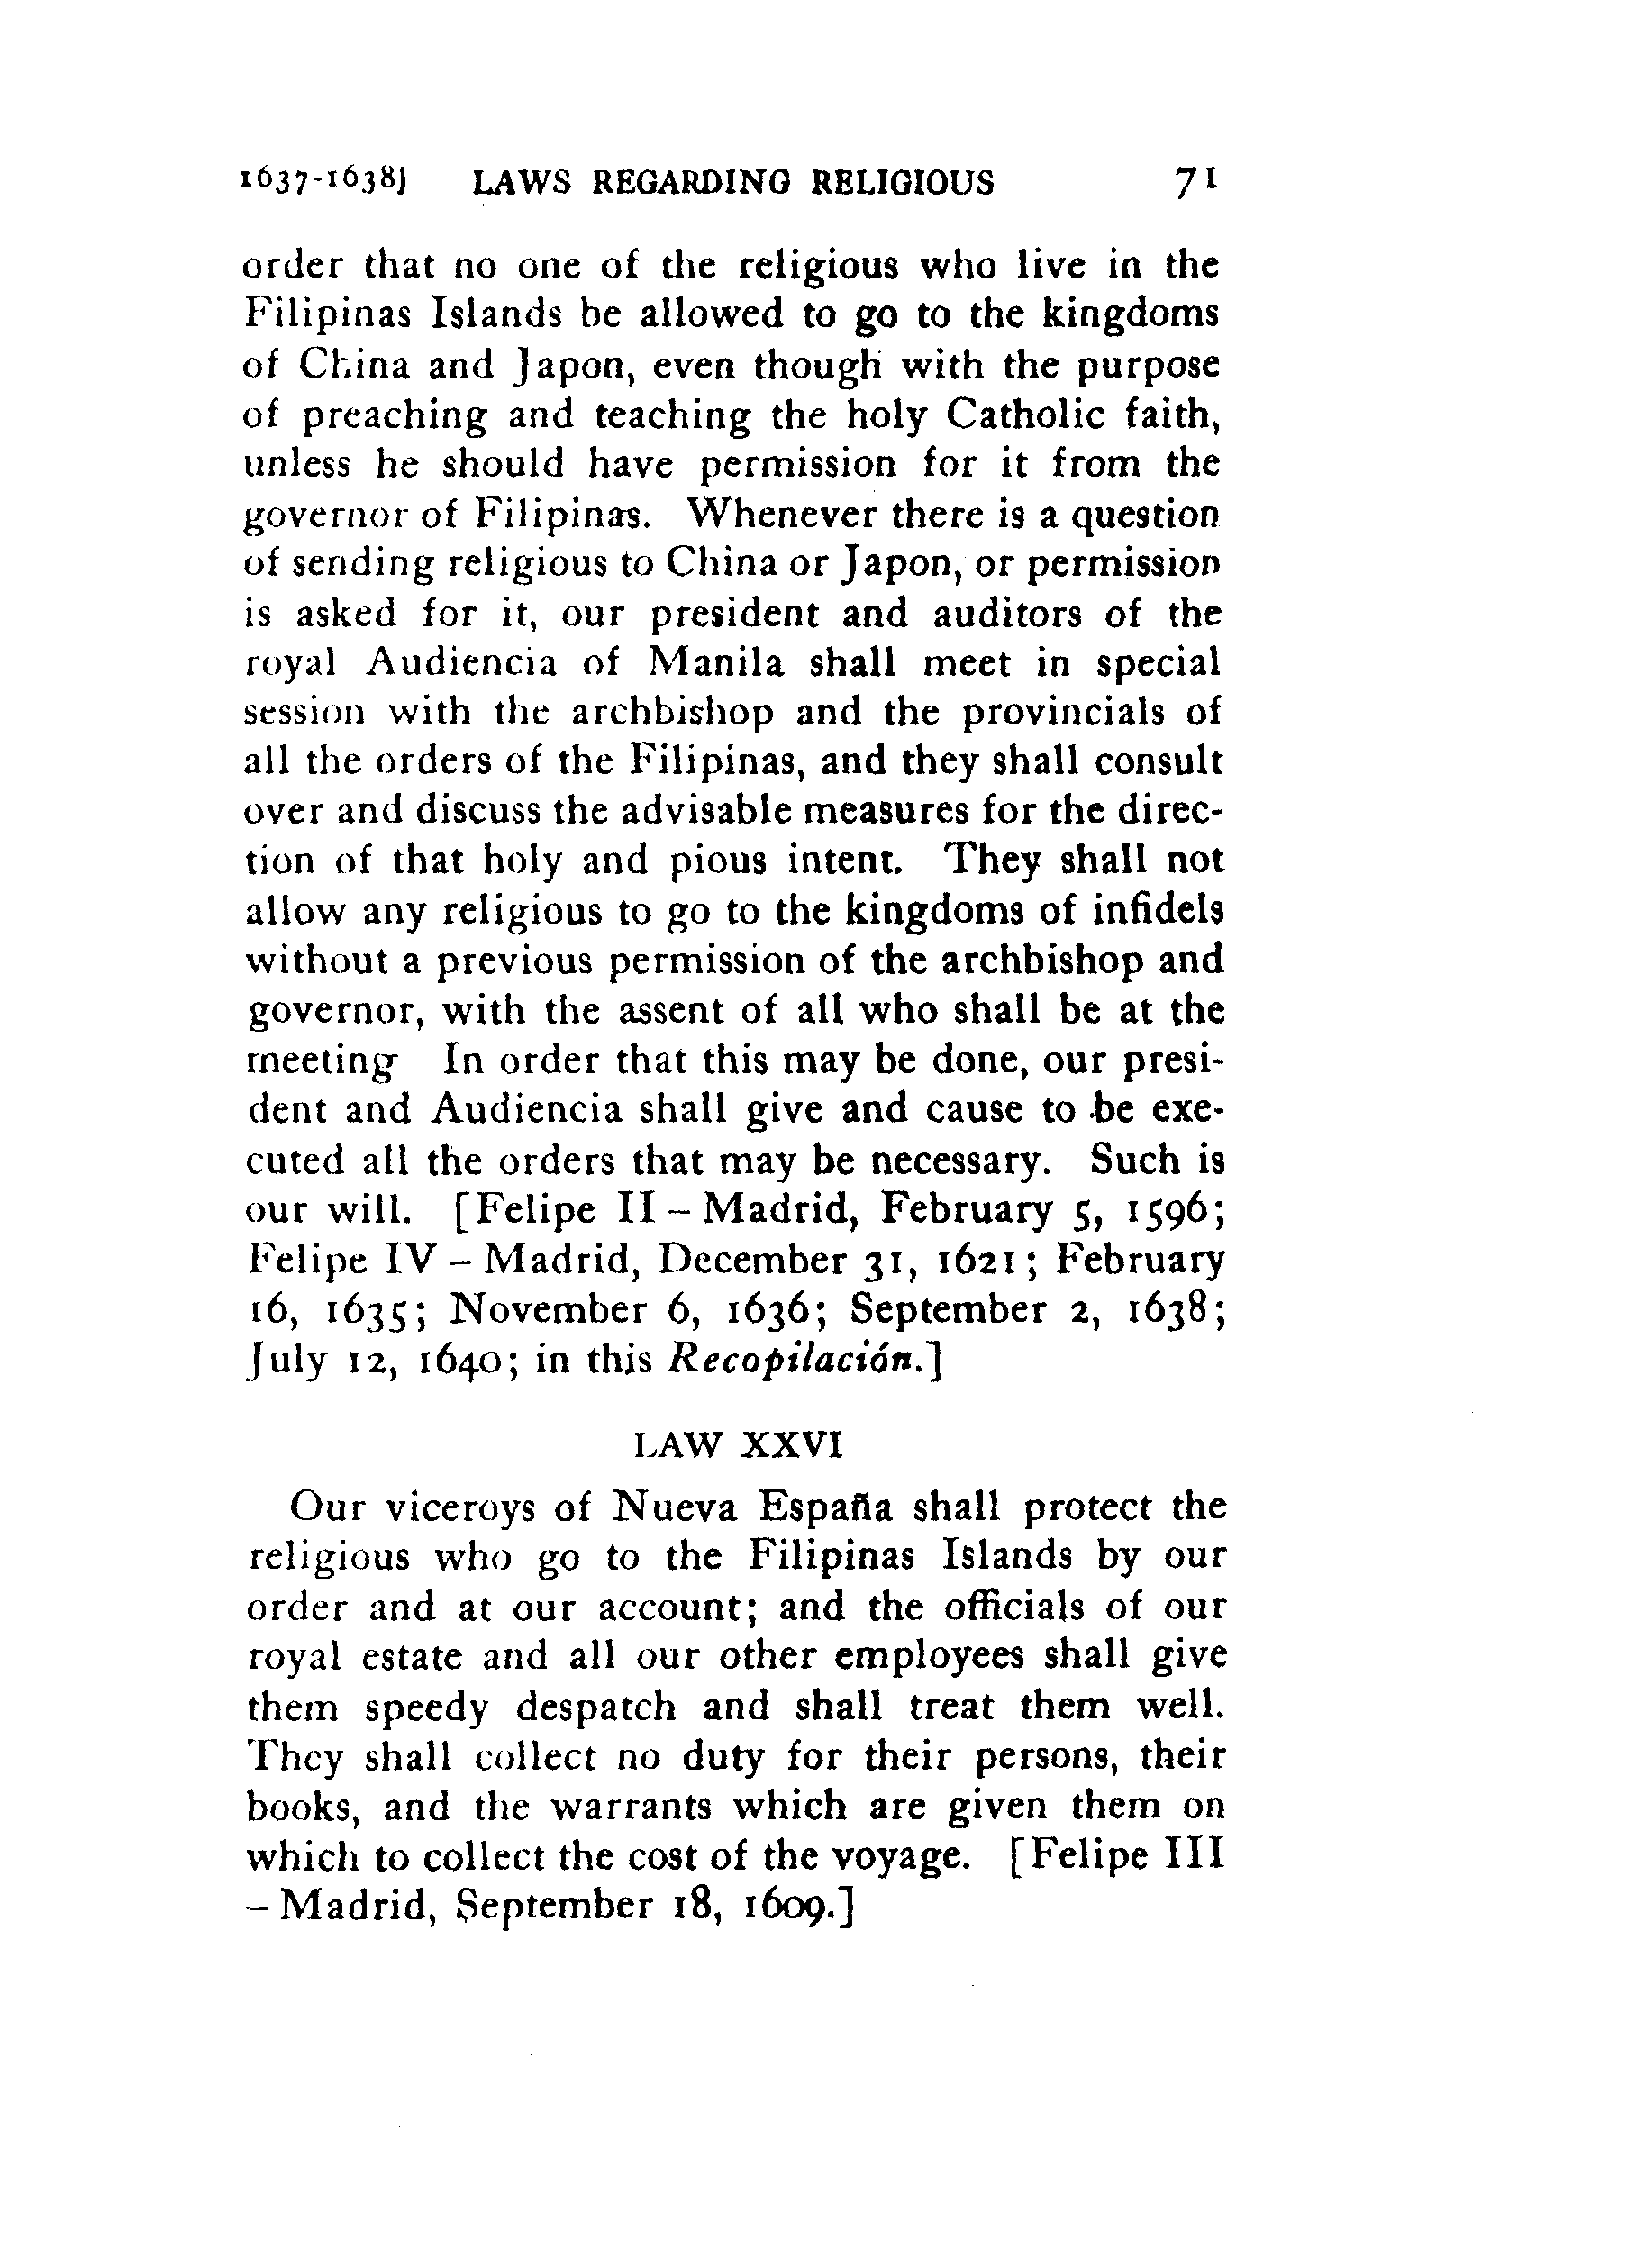 1637-1638] LAWS REGARDING RELIGIOUS 71
order that no one of the religious who live in the
Filipinas Islands be allowed to go to the kingdoms
of China and Japon, even though with the purpose
of preaching and teaching the holy Catholic faith,
unless he should have permission for it from the
governor of Filipinas. Whenever there is a question
of sending religious to China or Japon, or permission
is asked for it, our president and auditors of the
royal Audiencia of Manila shall meet in special
session with the archbishop and the provincials of
all the orders of the Filipinas, and they shall consult
over and discuss the advisable measures for the direc-
tion of that holy and pious intent. They shall not
allow any religious to go to the kingdoms of infidels
without a previous permission of the archbishop and
governor, with the assent of all who shall be at the
meeting In order that this may be done, our presi-
dent and Audiencia shall give and cause to be exe-
cuted all the orders that may be necessary. Such is
our will. [Felipe II – Madrid, February 5, 1596;
Felipe IV – Madrid, December 31, 1621; February
16, 1635; November 6, 1636; September 2, 1638;
July 12, 1640; in this Recopilación.]
LAW XXVI
Our viceroys of Nueva España shall protect the
religious who go to the Filipinas Islands by our
order and at our account; and the officials of our
royal estate and all our other employees shall give
them speedy despatch and shall treat them well.
They shall collect no duty for their persons, their
books, and the warrants which are given them on
which to collect the cost of the voyage. [Felipe III
– Madrid, September 18, 1609.]